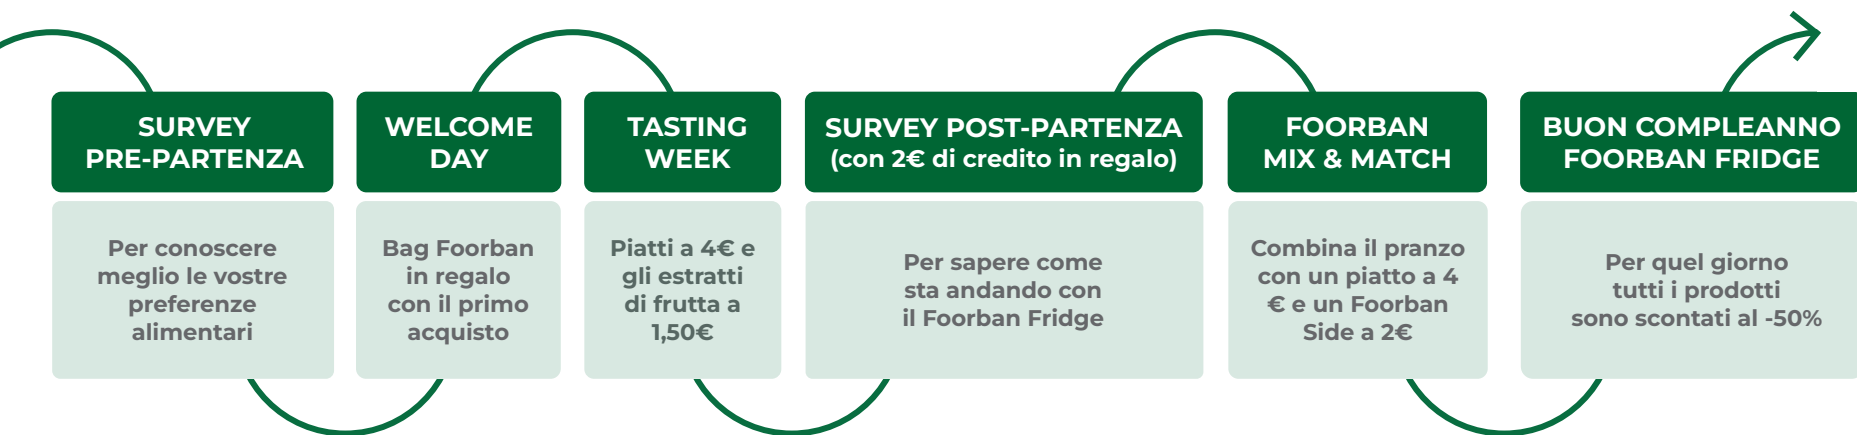 SURVEY
PRE-PARTENZA
Per conoscere
meglio le vostre
preferenze
alimentari
WELCOME
DAY
Bag Foorban
in regalo
con il primo
acquisto
TASTING
WEEK
Piatti a 4€ e
gli estratti
di frutta a
1,50€
SURVEY POST-PARTENZA
(con 2€ di credito in regalo)
Per sapere come
sta andando con
il Foorban Fridge
FOORBAN
MIX & MATCH
Combina il pranzo
con un piatto a 4
€ e un Foorban
Side a 2€
BUON COMPLEANNO
FOORBAN FRIDGE
Per quel giorno
tutti i prodotti
sono scontati al -50%